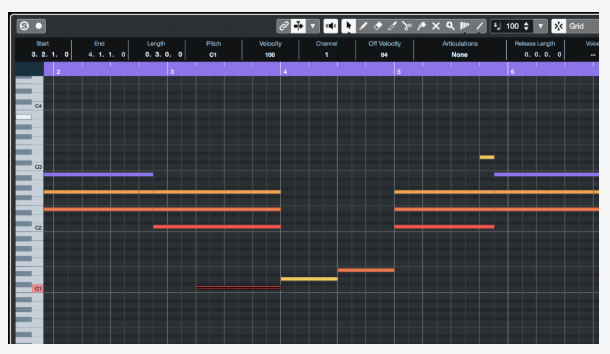 S
100 Grid
Start End Length Pitch Velocity Channel Off Velocity Articulations Release Length
3. 2. 1. 0 4. 1. 1. 0 0. 3. 0. 0 C1 100 1 64 None 0. 0. 0. 0 --
2 3 4 5 6
C4
C3
C2
C1